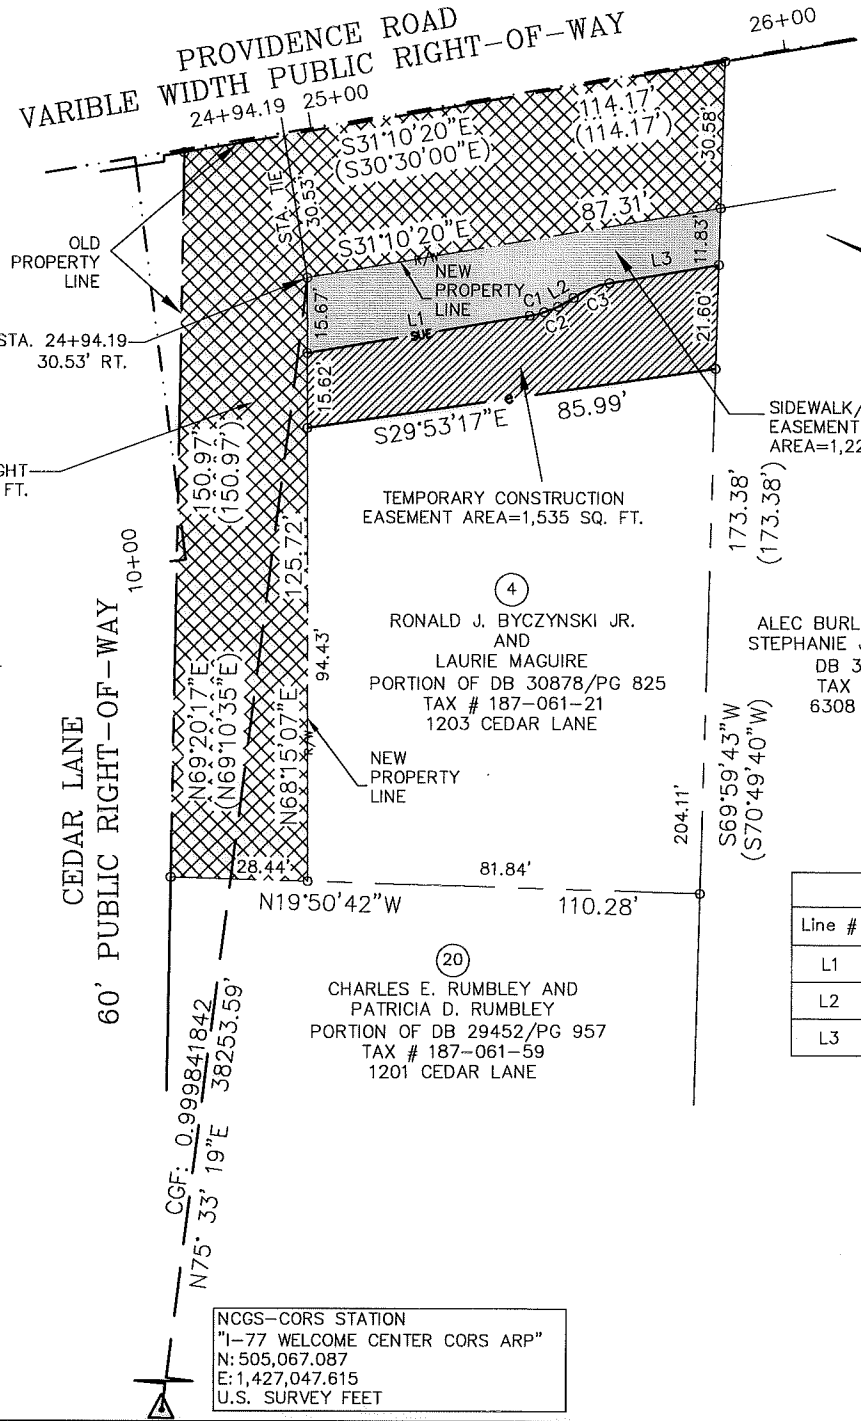 PROVIDENCE ROAD
VARIBLE WIDTH PUBLIC RIGHT-OF-WAY
26+00
24+94.19
25+00
S31°10'20"E
(S30°30'00"E)
114.17'
(114.17')
30.58'
STA. TIE
30.53'
OLD
PROPERTY
LINE
S31°10'20"E
87.31'
R/W
NEW
PROPERTY
LINE
L3
11.83'
STA. 24+94.19
30.53' RT.
15.67'
L1
SUE
C1
L2
C2
C3
21.60'
15.62'
S29°53'17"E
e
85.99'
SIDEWALK/
EASEMENT
AREA=1,22
GHT
FT.
150.97'
(150.97')
TEMPORARY CONSTRUCTION
EASEMENT AREA=1,535 SQ. FT.
173.38'
(173.38')
10+00
125.72'
94.43'
4
RONALD J. BYCZYNSKI JR.
AND
LAURIE MAGUIRE
PORTION OF DB 30878/PG 825
TAX # 187-061-21
1203 CEDAR LANE
ALEC BURL
STEPHANIE J
DB 3
TAX
6308
CEDAR LANE
60' PUBLIC RIGHT-OF-WAY
N69°20'17"E
(N69°10'35"E)
N68°15'07"E
R/W
NEW
PROPERTY
LINE
204.11'
S69°59'43"W
(S70°49'40"W)
28.44'
81.84'
N19°50'42"W
110.28'
20
CHARLES E. RUMBLEY AND
PATRICIA D. RUMBLEY
PORTION OF DB 29452/PG 957
TAX # 187-061-59
1201 CEDAR LANE
Line #
L1
L2
L3
CGF: 0.999841842
N75° 33' 19"E 38253.59'
NCGS-CORS STATION
"I-77 WELCOME CENTER CORS ARP"
N: 505,067.087
E: 1,427,047.615
U.S. SURVEY FEET